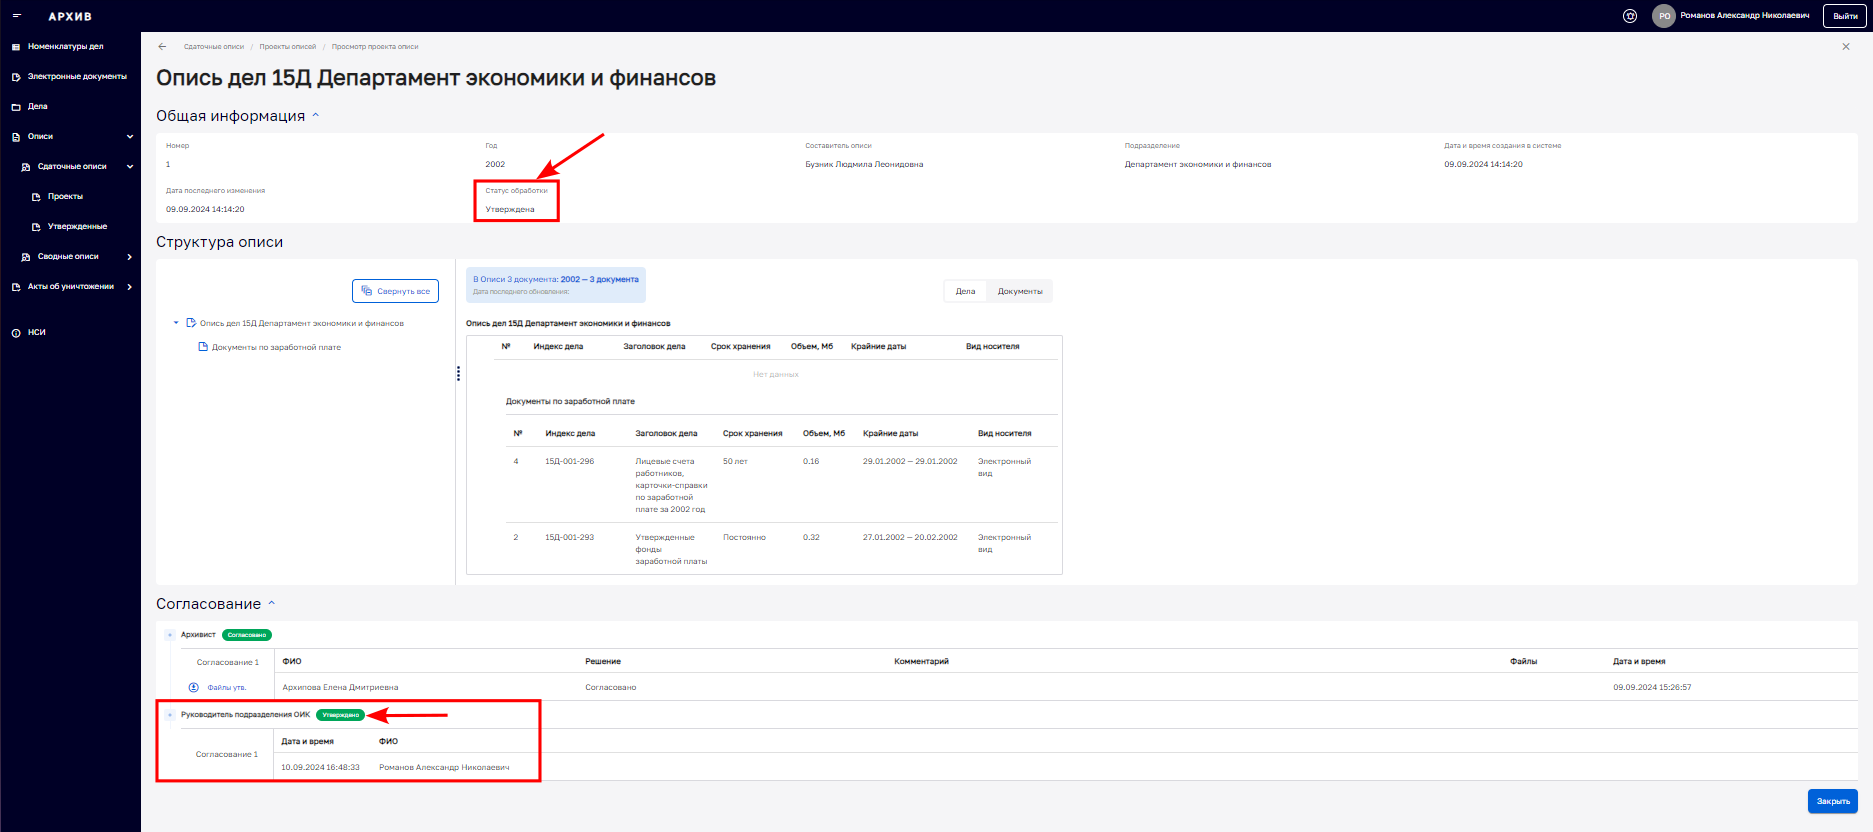 АРХИВ
РО Романов Александр Николаевич Выйти
Номенклатуры дел
Электронные документы
Дела
Описи
Сдаточные описи
Проекты
Утвержденные
Сводные описи
Акты об уничтожении
НСИ
Сдаточные описи / Проекты описей / Просмотр проекта описи
Опись дел 15Д Департамент экономики и финансов
Общая информация
Номер Год Составитель описи Подразделение Дата и время создания в системе
1 2002 Бузник Людмила Леонидовна Департамент экономики и финансов 09.09.2024 14:14:20
Дата последнего изменения Статус обработки
09.09.2024 14:14:20 Утверждена
Структура описи
Свернуть все
Опись дел 15Д Департамент экономики и финансов
Документы по заработной плате
В Описи 3 документа: 2002 — 3 документа
Дата последнего обновления:
Дела Документы
Опись дел 15Д Департамент экономики и финансов
№ Индекс дела Заголовок дела Срок хранения Объем, Мб Крайние даты Вид носителя
Нет данных
Документы по заработной плате
№ Индекс дела Заголовок дела Срок хранения Объем, Мб Крайние даты Вид носителя
4 15Д-001-296 Лицевые счета 50 лет 0.16 29.01.2002 — 29.01.2002 Электронный
работников, вид
карточки-справки
по заработной
плате за 2002 год
2 15Д-001-293 Утвержденные Постоянно 0.32 27.01.2002 — 20.02.2002 Электронный
фонды вид
заработной платы
Согласование
Архивист Согласовано
Согласование 1 ФИО Решение Комментарий Файлы Дата и время
Файлы утв. Архипова Елена Дмитриевна Согласовано 09.09.2024 15:26:57
Руководитель подразделения ОИК Утверждено
Дата и время ФИО
Согласование 1
10.09.2024 16:48:33 Романов Александр Николаевич
Закрыть